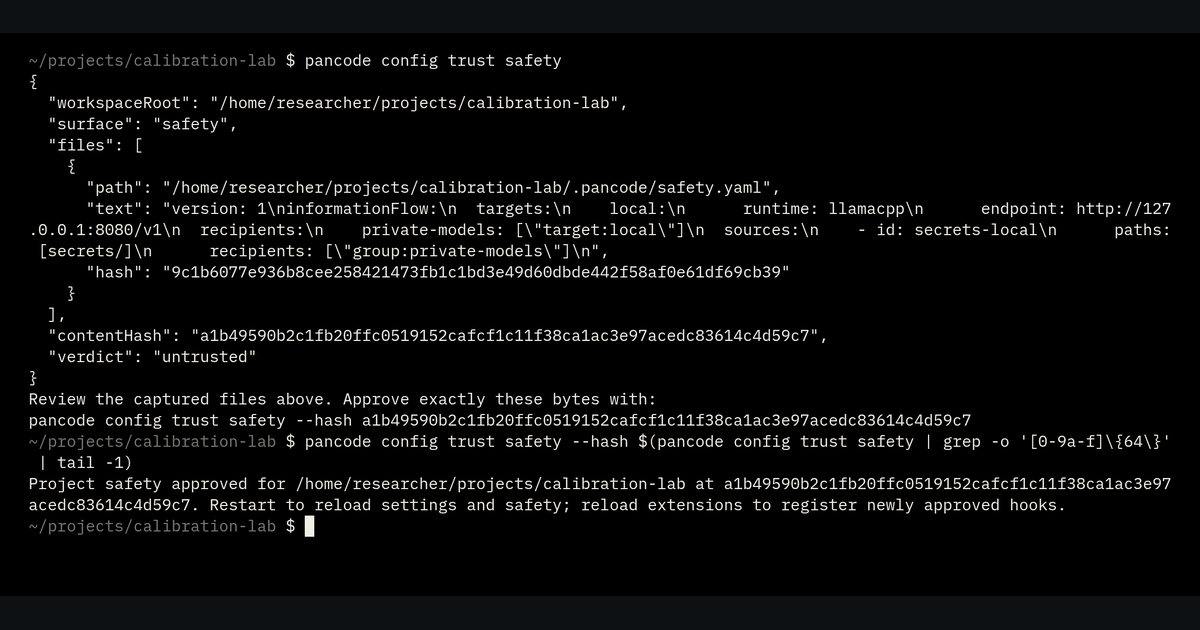 ~/projects/calibration-lab $ pancode config trust safety
{
  "workspaceRoot": "/home/researcher/projects/calibration-lab",
  "surface": "safety",
  "files": [
    {
      "path": "/home/researcher/projects/calibration-lab/.pancode/safety.yaml",
      "text": "version: 1\ninformationFlow:\n  targets:\n    local:\n      runtime: llamacpp\n      endpoint: http://127
.0.0.1:8080/v1\n  recipients:\n    private-models: [\"target:local\"]\n  sources:\n    - id: secrets-local\n      paths:
 [secrets/]\n      recipients: [\"group:private-models\"]\n",
      "hash": "9c1b6077e936b8cee258421473fb1c1bd3e49d60dbde442f58af0e61df69cb39"
    }
  ],
  "contentHash": "a1b49590b2c1fb20ffc0519152cafcf1c11f38ca1ac3e97acedc83614c4d59c7",
  "verdict": "untrusted"
}
Review the captured files above. Approve exactly these bytes with:
pancode config trust safety --hash a1b49590b2c1fb20ffc0519152cafcf1c11f38ca1ac3e97acedc83614c4d59c7
~/projects/calibration-lab $ pancode config trust safety --hash $(pancode config trust safety | grep -o '[0-9a-f]\{64\}'
 | tail -1)
Project safety approved for /home/researcher/projects/calibration-lab at a1b49590b2c1fb20ffc0519152cafcf1c11f38ca1ac3e97
acedc83614c4d59c7. Restart to reload settings and safety; reload extensions to register newly approved hooks.
~/projects/calibration-lab $